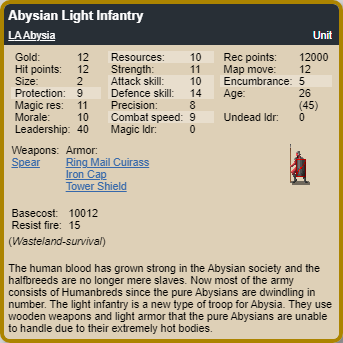 Abysian Light Infantry
LA Abysia Unit
Gold: 12 Resources: 10 Rec points: 12000
Hit points: 12 Strength: 11 Map move: 12
Size: 2 Attack skill: 10 Encumbrance: 5
Protection: 9 Defence skill: 14 Age: 26
Magic res: 11 Precision: 8 (45)
Morale: 10 Combat speed: 9 Undead ldr: 0
Leadership: 40 Magic ldr: 0
Weapons: Armor:
Spear Ring Mail Cuirass
Iron Cap
Tower Shield
Basecost: 10012
Resist fire: 15
(Wasteland-survival)
The human blood has grown strong in the Abysian society and the
halfbreeds are no longer mere slaves. Now most of the army
consists of Humanbreds since the pure Abysians are dwindling in
number. The light infantry is a new type of troop for Abysia. They use
wooden weapons and light armor that the pure Abysians are unable
to handle due to their extremely hot bodies.